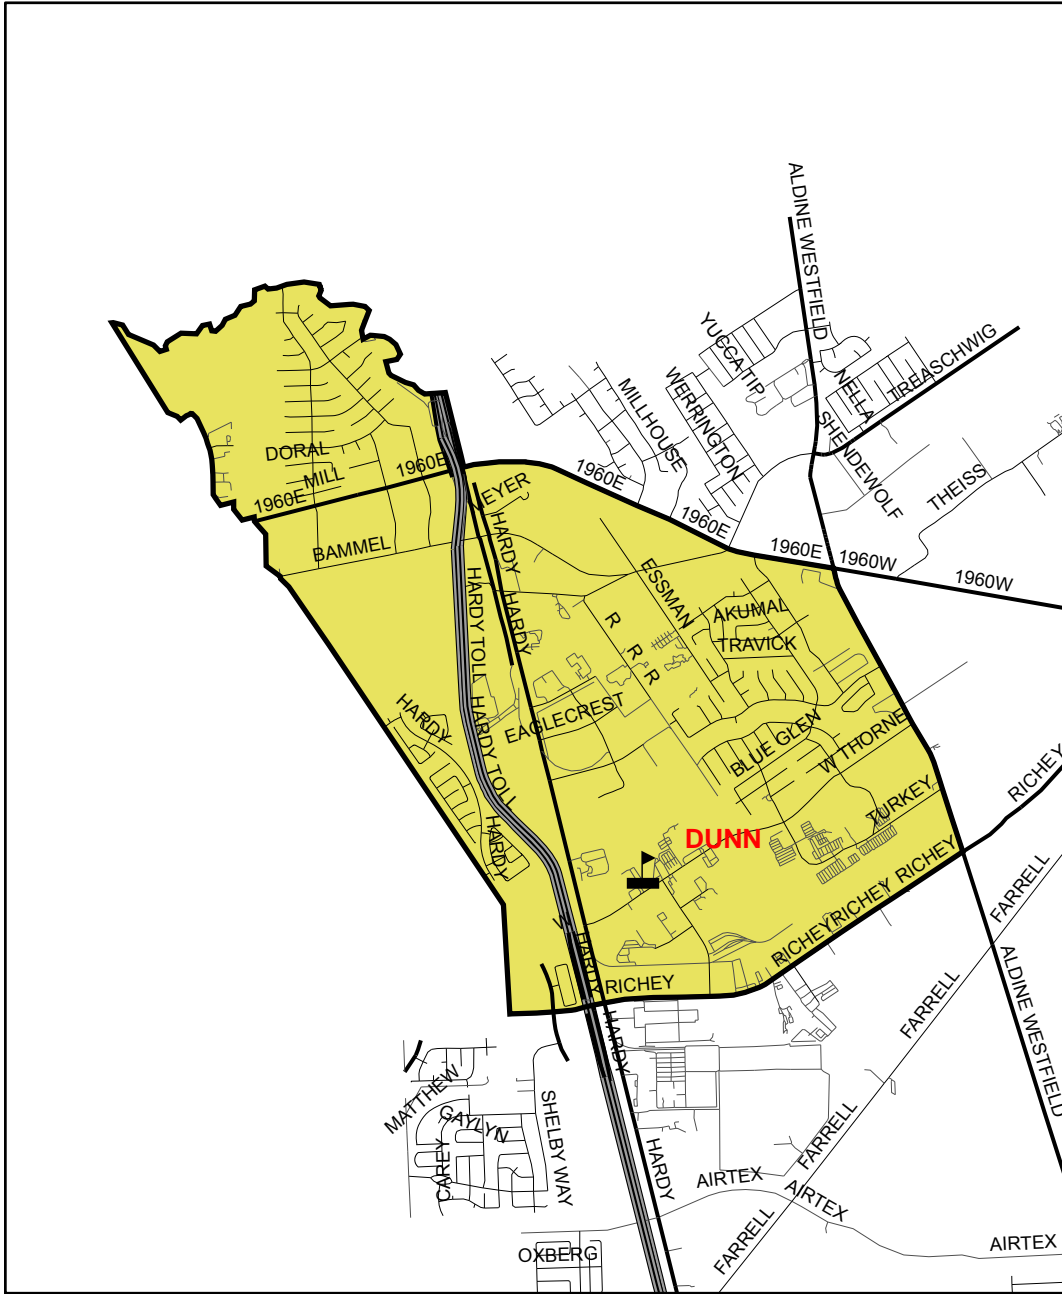 ALDINE WESTFIELD
YUCCA TIP
TREASCHWIG
NELLA
WERRINGTON
MILLHOUSE
SHENDEWOLF
DORAL
MILL
1960E
1960E
1960E
THEISS
MEYER
1960E
HARDY
BAMMEL
1960E
1960W
1960W
ESSMAN
HARDY TOLL
HARDY
AKUMAL
R
R
R
TRAVICK
HARDY
EAGLECREST
HARDY TOLL
BLUE GLEN
W THORNE
RICHEY
TURKEY
HARDY
DUNN
RICHEY
FARRELL
RICHEY
RICHEY
W HARDY
RICHEY
FARRELL
ALDINE WESTFIELD
HARDY
MATTHEW
GAYLYN
SHELBY WAY
CAREY
FARRELL
HARDY
AIRTEX
AIRTEX
FARRELL
AIRTEX
OXBERG